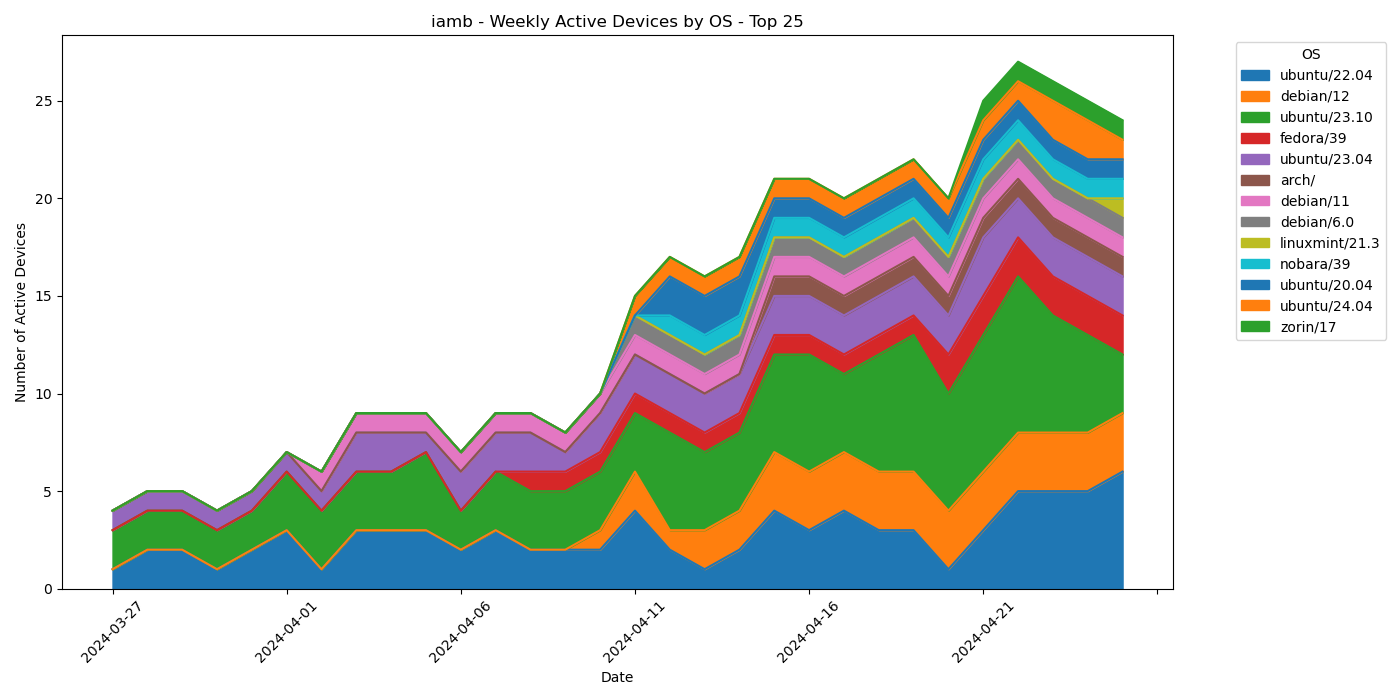 iamb - Weekly Active Devices by OS - Top 25
Number of Active Devices
25
20
15
10
5
0
2024-03-27
2024-04-01
2024-04-06
2024-04-11
2024-04-16
2024-04-21
Date
OS
ubuntu/22.04
debian/12
ubuntu/23.10
fedora/39
ubuntu/23.04
arch/
debian/11
debian/6.0
linuxmint/21.3
nobara/39
ubuntu/20.04
ubuntu/24.04
zorin/17